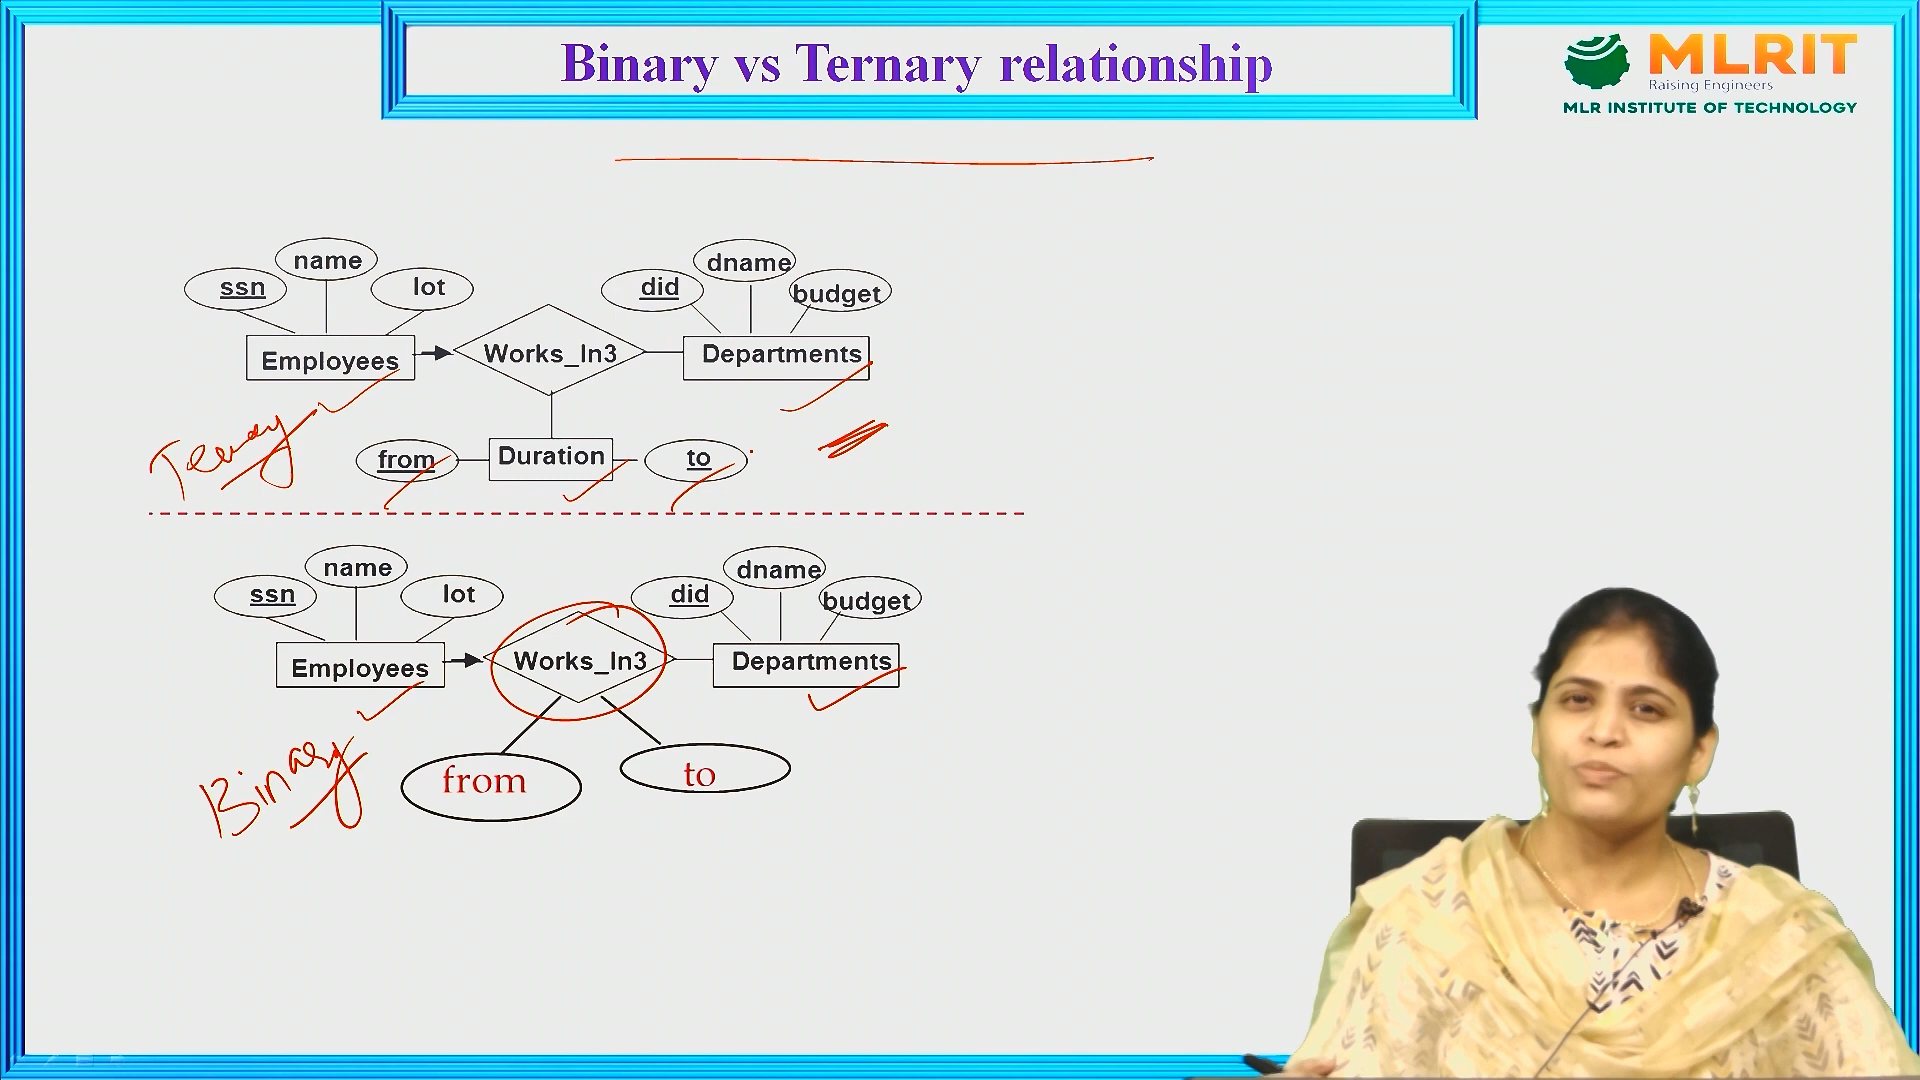 Binary vs Ternary relationship
MLRIT
Raising Engineers
MLR INSTITUTE OF TECHNOLOGY
name
ssn
lot
dname
did
budget
Employees
Works_In3
Departments
Ternary
from
Duration
to
name
ssn
lot
dname
did
budget
Employees
Works_In3
Departments
Binary
from
to